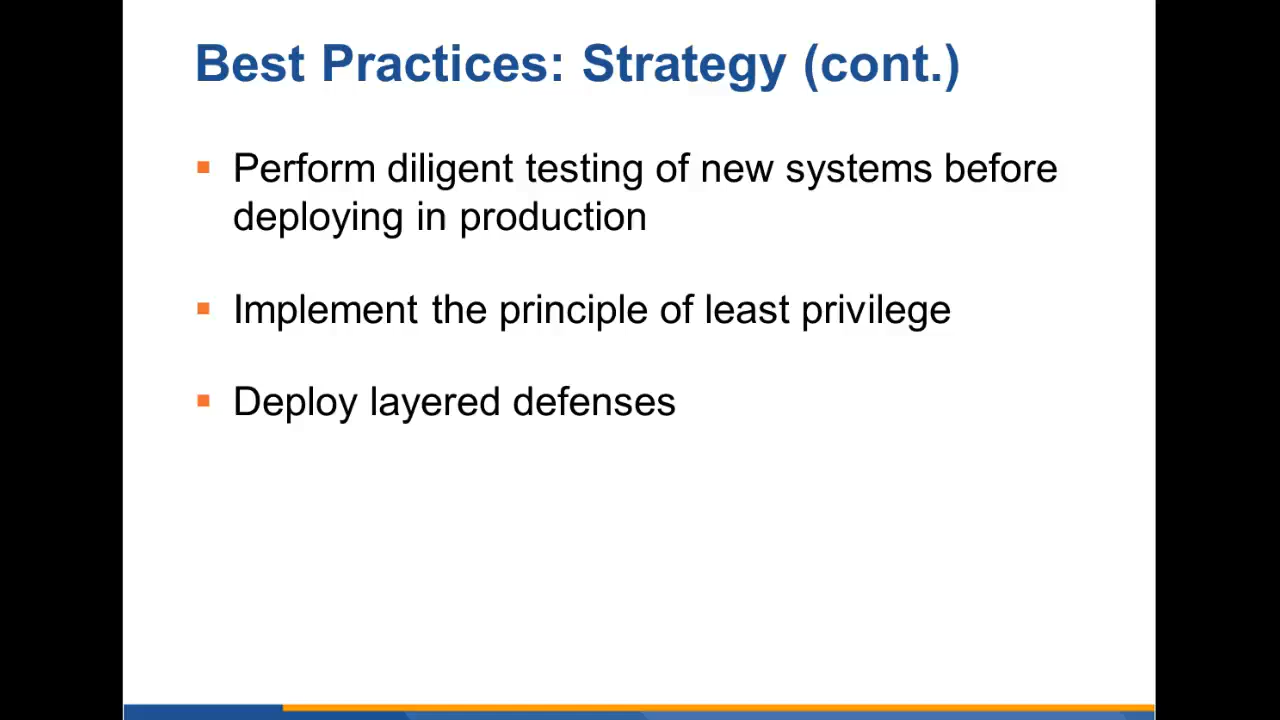 Best Practices: Strategy (cont.)
Perform diligent testing of new systems before
deploying in production
Implement the principle of least privilege
Deploy layered defenses